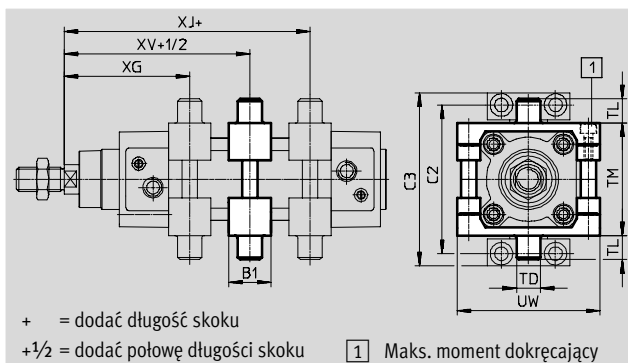 XJ+
XV+1/2
XG
1
TL
C3
C2
TM
TL
B1
TD
UW
+ = dodać długość skoku
+½ = dodać połowę długości skoku
1 Maks. moment dokręcający